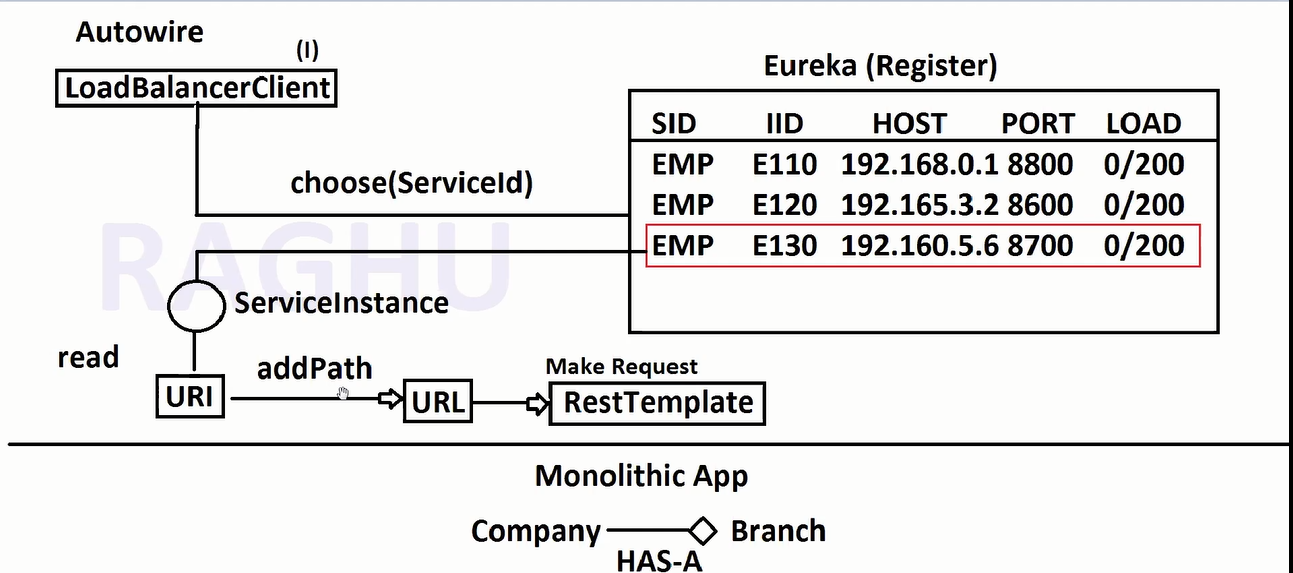 Autowire
(I)
LoadBalancerClient
Eureka (Register)
SID IID HOST PORT LOAD
EMP E110 192.168.0.1 8800 0/200
EMP E120 192.165.3.2 8600 0/200
EMP E130 192.160.5.6 8700 0/200
choose(ServiceId)
RAGHU
ServiceInstance
read
addPath
URI
URL
Make Request
RestTemplate
Monolithic App
Company Branch
HAS-A